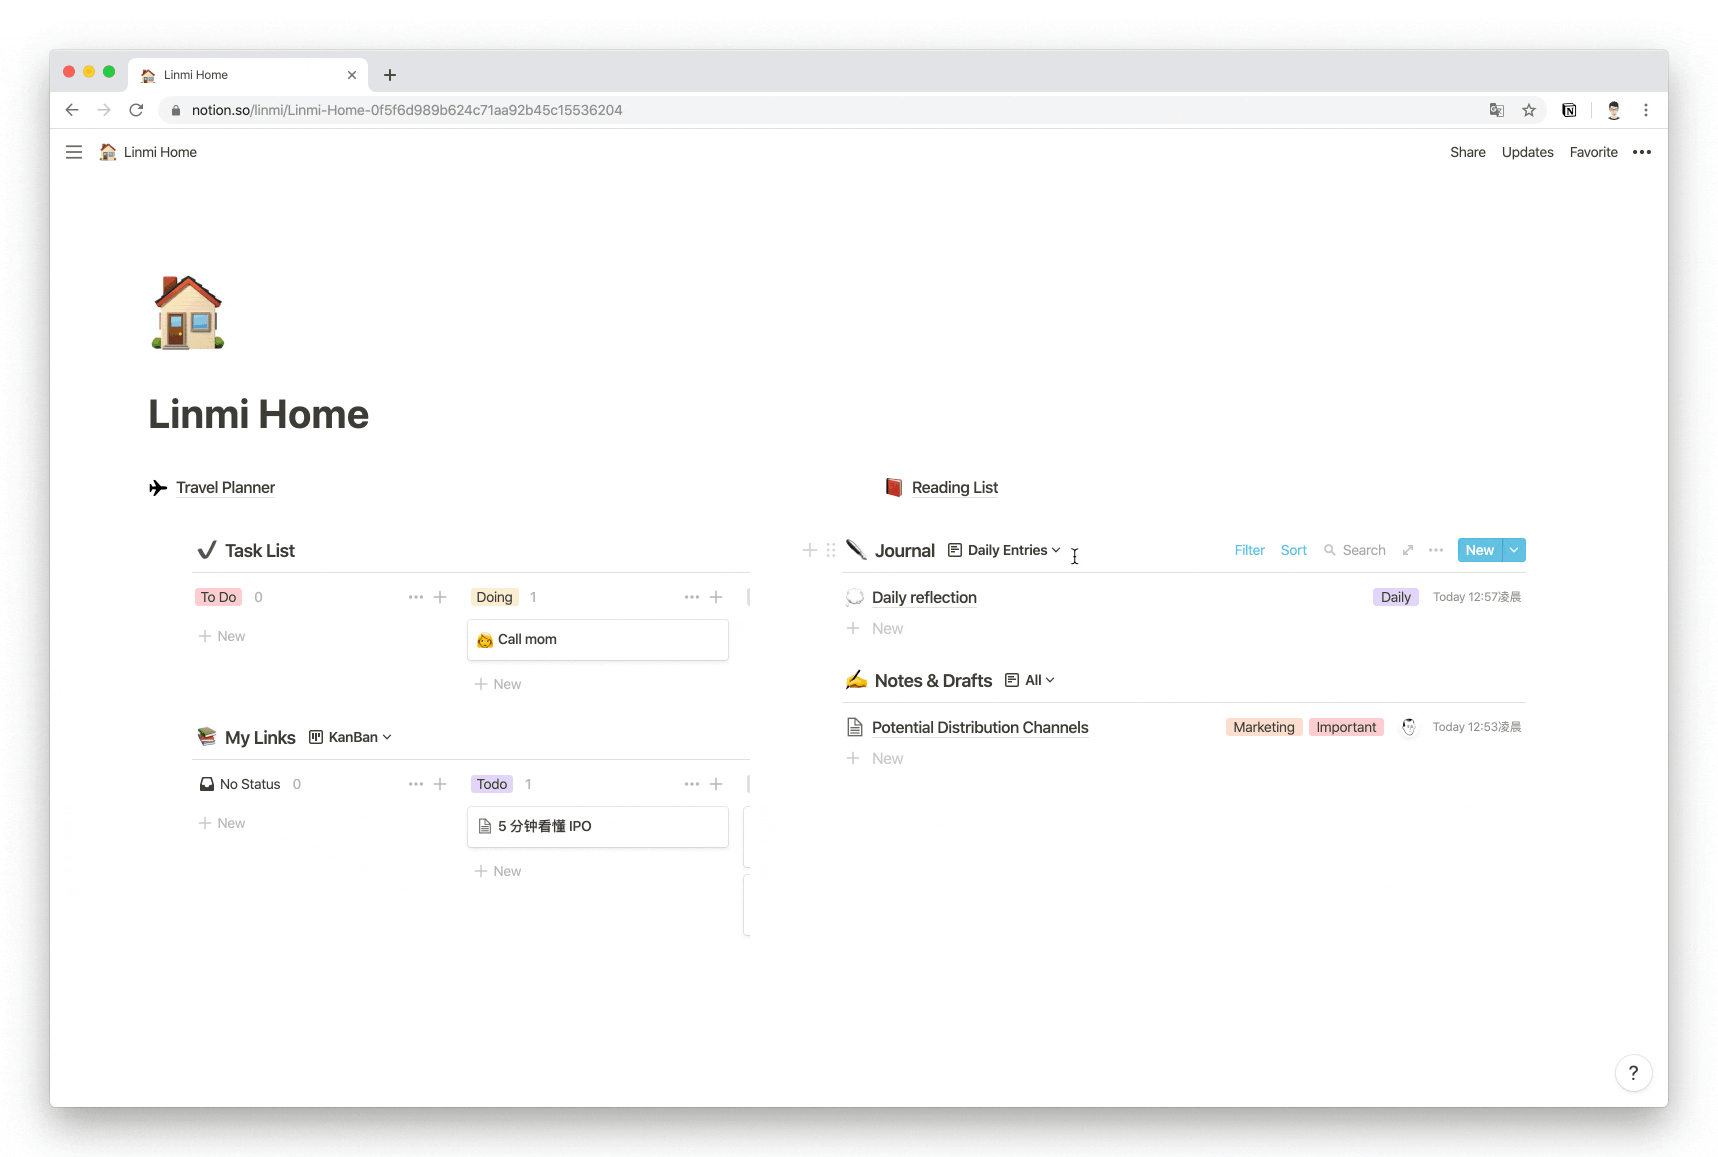 Linmi Home
notion.so/linmi/Linmi-Home-0f5f6d989b624c71aa92b45c15536204
Linmi Home
Share Updates Favorite
Linmi Home
Travel Planner
Reading List
Task List
To Do 0
Doing 1
New
Call mom
New
My Links KanBan
No Status 0
Todo 1
New
5 分钟看懂 IPO
New
Journal Daily Entries
Filter Sort Search New
Daily reflection Daily Today 12:57凌晨
New
Notes & Drafts All
Potential Distribution Channels Marketing Important Today 12:53凌晨
New
?